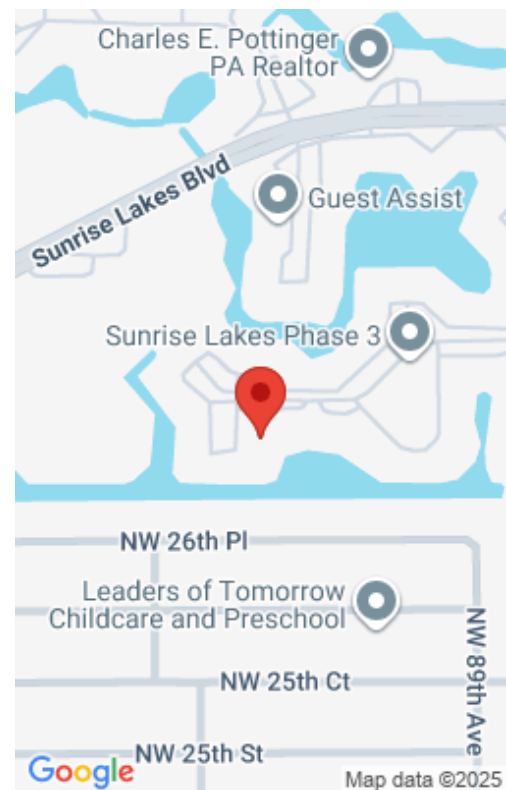 Charles E. Pottinger
PA Realtor
Sunrise Lakes Blvd
Guest Assist
Sunrise Lakes Phase 3
NW 26th Pl
Leaders of Tomorrow
Childcare and Preschool
NW 89th Ave
NW 25th Ct
NW 25th St
Google
Map data ©2025